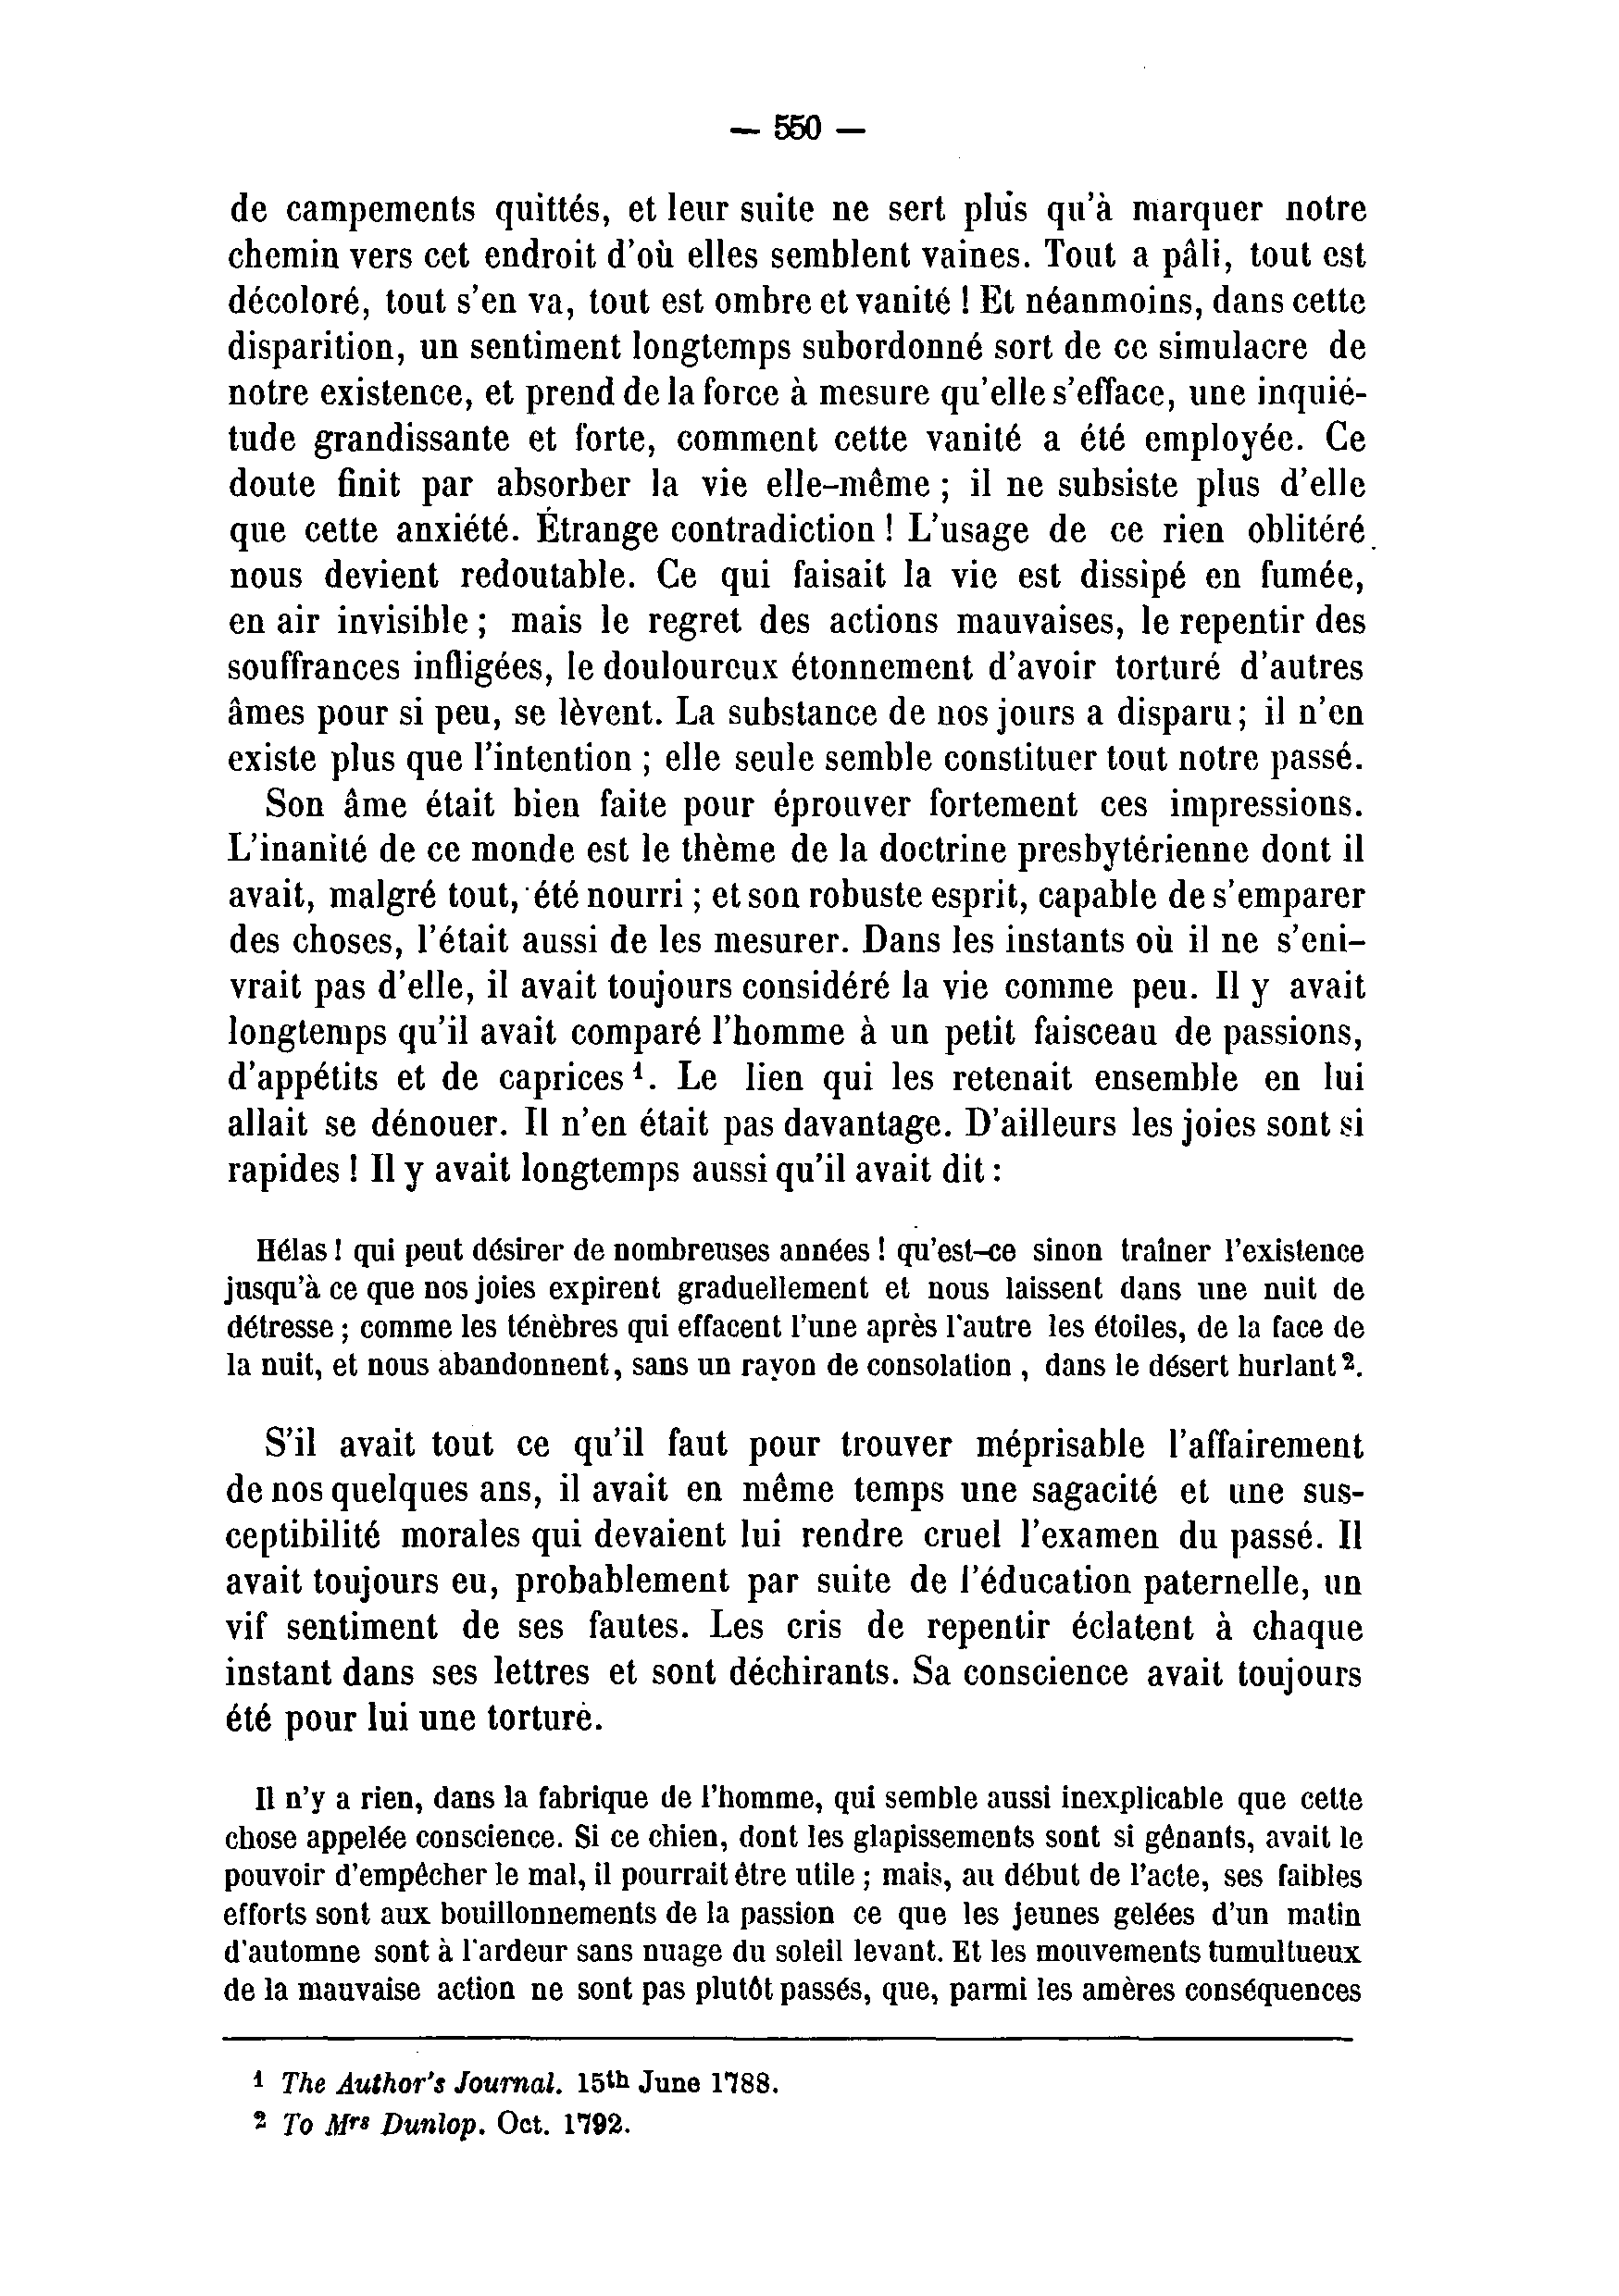 — 550 —
de campements quittés, et leur suite ne sert plus qu'à marquer notre
chemin vers cet endroit d'où elles semblent vaines. Tout a pâli, tout est
décoloré, tout s'en va, tout est ombre et vanité ! Et néanmoins, dans cette
disparition, un sentiment longtemps subordonné sort de ce simulacre de
notre existence, et prend de la force à mesure qu'elle s'efface, une inquié-
tude grandissante et forte, comment cette vanité a été employée. Ce
doute finit par absorber la vie elle-même ; il ne subsiste plus d'elle
que cette anxiété. Étrange contradiction ! L'usage de ce rien oblitéré
nous devient redoutable. Ce qui faisait la vie est dissipé en fumée,
en air invisible ; mais le regret des actions mauvaises, le repentir des
souffrances infligées, le douloureux étonnement d'avoir torturé d'autres
âmes pour si peu, se lèvent. La substance de nos jours a disparu ; il n'en
existe plus que l'intention ; elle seule semble constituer tout notre passé.
Son âme était bien faite pour éprouver fortement ces impressions.
L'inanité de ce monde est le thème de la doctrine presbytérienne dont il
avait, malgré tout, été nourri ; et son robuste esprit, capable de s'emparer
des choses, l'était aussi de les mesurer. Dans les instants où il ne s'eni-
vrait pas d'elle, il avait toujours considéré la vie comme peu. Il y avait
longtemps qu'il avait comparé l'homme à un petit faisceau de passions,
d'appétits et de caprices ¹. Le lien qui les retenait ensemble en lui
allait se dénouer. Il n'en était pas davantage. D'ailleurs les joies sont si
rapides ! Il y avait longtemps aussi qu'il avait dit :
Hélas ! qui peut désirer de nombreuses années ! qu'est-ce sinon traîner l'existence
jusqu'à ce que nos joies expirent graduellement et nous laissent dans une nuit de
détresse ; comme les ténèbres qui effacent l'une après l'autre les étoiles, de la face de
la nuit, et nous abandonnent, sans un rayon de consolation , dans le désert hurlant ².
S'il avait tout ce qu'il faut pour trouver méprisable l'affairement
de nos quelques ans, il avait en même temps une sagacité et une sus-
ceptibilité morales qui devaient lui rendre cruel l'examen du passé. Il
avait toujours eu, probablement par suite de l'éducation paternelle, un
vif sentiment de ses fautes. Les cris de repentir éclatent à chaque
instant dans ses lettres et sont déchirants. Sa conscience avait toujours
été pour lui une torture.
Il n'y a rien, dans la fabrique de l'homme, qui semble aussi inexplicable que cette
chose appelée conscience. Si ce chien, dont les glapissements sont si gênants, avait le
pouvoir d'empêcher le mal, il pourrait être utile ; mais, au début de l'acte, ses faibles
efforts sont aux bouillonnements de la passion ce que les jeunes gelées d'un matin
d'automne sont à l'ardeur sans nuage du soleil levant. Et les mouvements tumultueux
de la mauvaise action ne sont pas plutôt passés, que, parmi les amères conséquences
¹ The Author's Journal. 15th June 1788.
² To Mrs Dunlop. Oct. 1792.